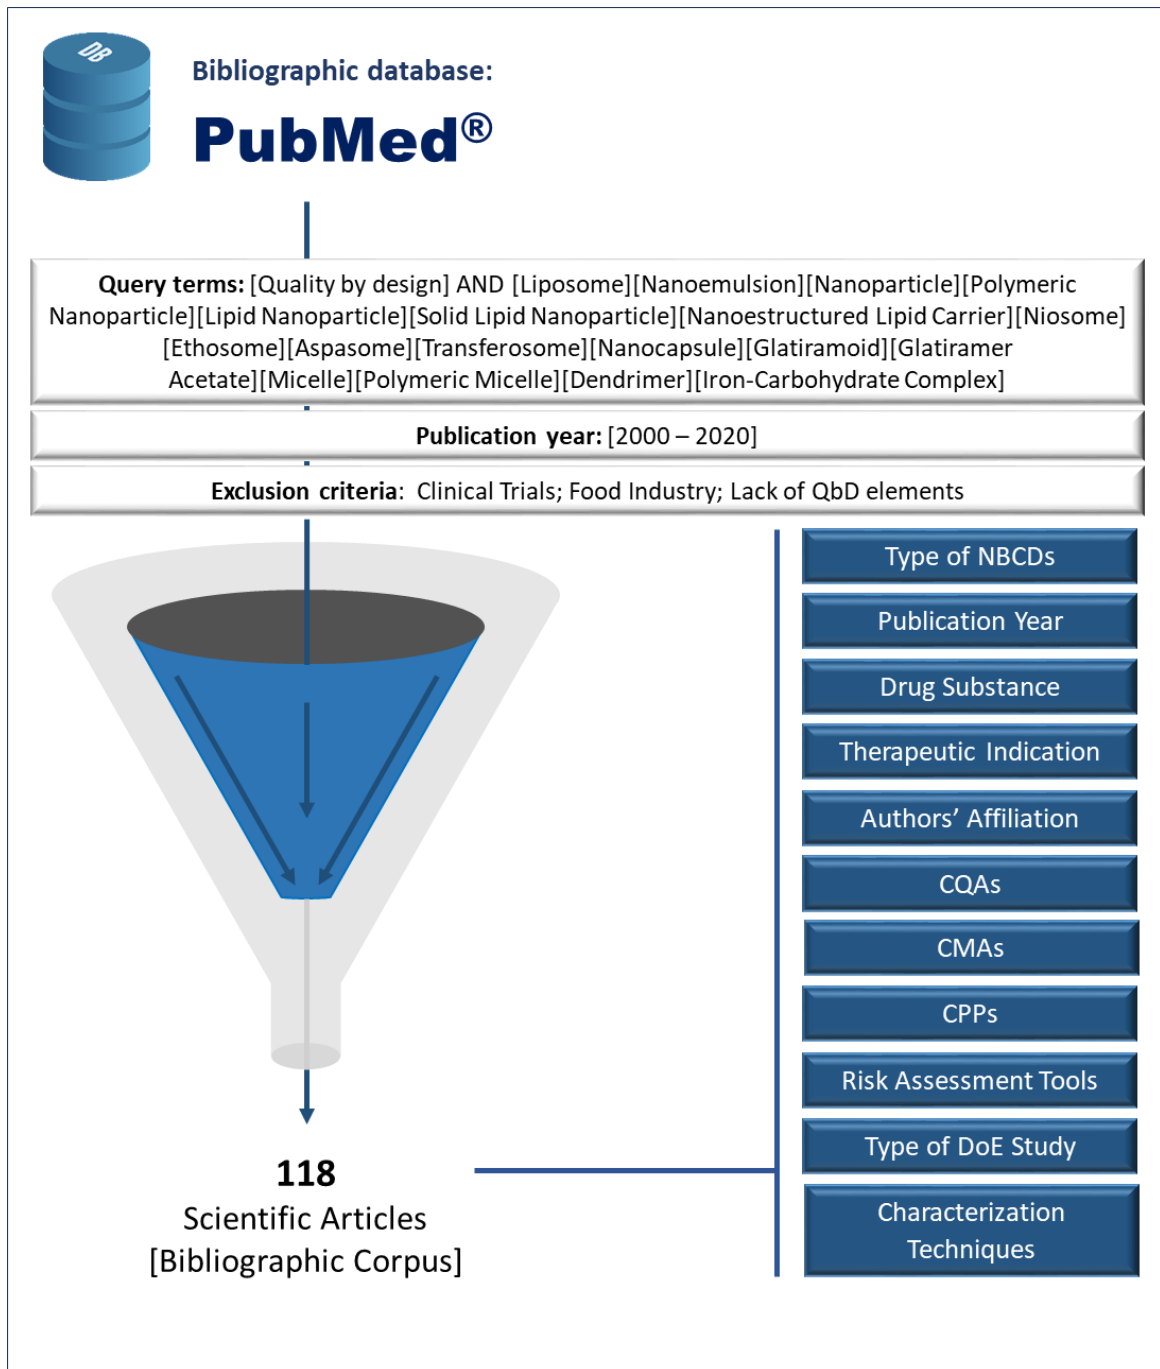 DB
Bibliographic database:
PubMed®
Query terms: [Quality by design] AND [Liposome][Nanoemulsion][Nanoparticle][Polymeric
Nanoparticle][Lipid Nanoparticle][Solid Lipid Nanoparticle][Nanoestructured Lipid Carrier][Niosome]
[Ethosome][Aspasome][Transferosome][Nanocapsule][Glatiramoid][Glatiramer
Acetate][Micelle][Polymeric Micelle][Dendrimer][Iron-Carbohydrate Complex]
Publication year: [2000 – 2020]
Exclusion criteria: Clinical Trials; Food Industry; Lack of QbD elements
Type of NBCDs
Publication Year
Drug Substance
Therapeutic Indication
Authors’ Affiliation
CQAs
CMAs
CPPs
Risk Assessment Tools
Type of DoE Study
Characterization
Techniques
118
Scientific Articles
[Bibliographic Corpus]